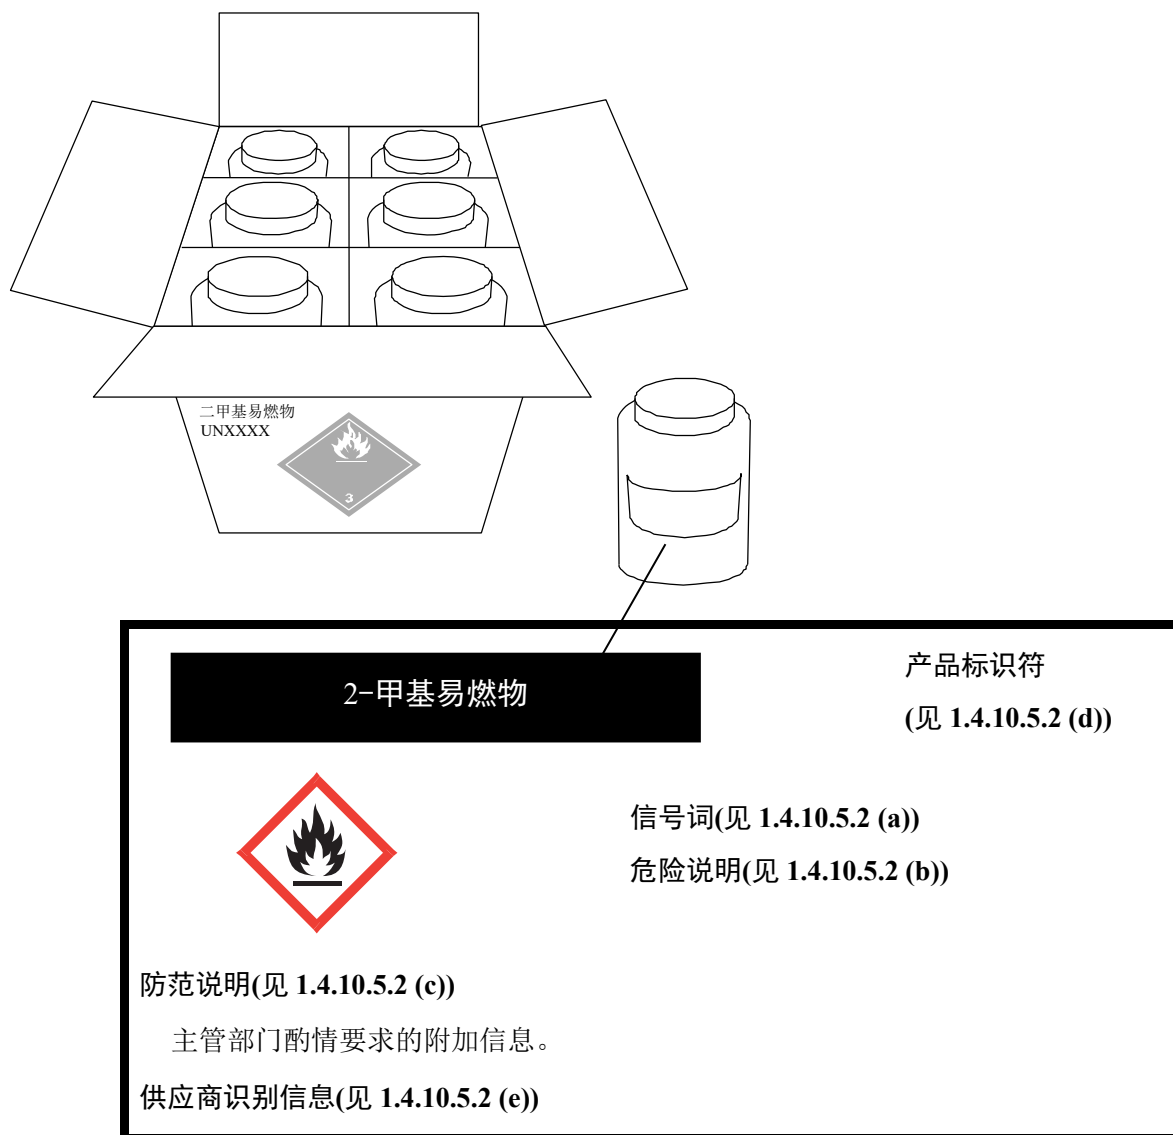 二甲基易燃物
UNXXXX
3
2-甲基易燃物
产品标识符
(见 1.4.10.5.2 (d))
信号词(见 1.4.10.5.2 (a))
危险说明(见 1.4.10.5.2 (b))
防范说明(见 1.4.10.5.2 (c))
主管部门酌情要求的附加信息。
供应商识别信息(见 1.4.10.5.2 (e))